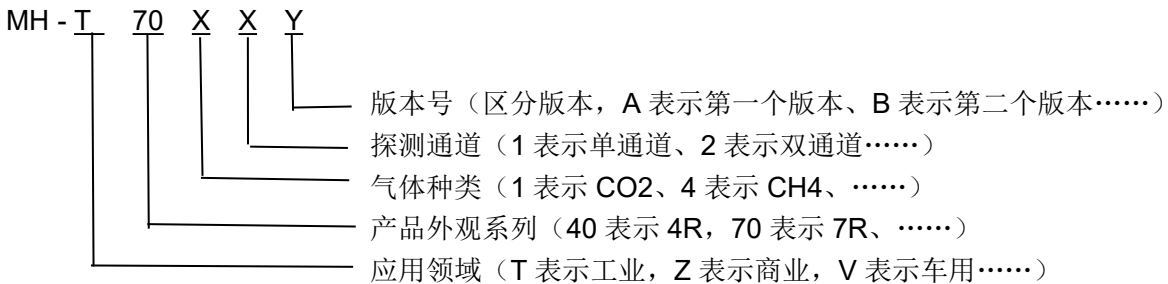 MH - T 70 X X Y
版本号（区分版本，A 表示第一个版本、B 表示第二个版本……）
探测通道（1 表示单通道、2 表示双通道……）
气体种类（1 表示 CO2、4 表示 CH4、……）
产品外观系列（40 表示 4R，70 表示 7R、……）
应用领域（T 表示工业，Z 表示商业，V 表示车用……）